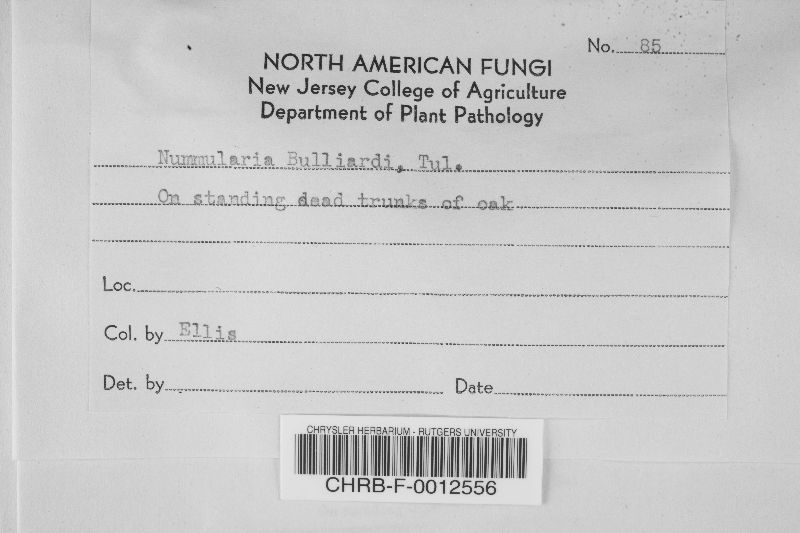 No. 85
NORTH AMERICAN FUNGI
New Jersey College of Agriculture
Department of Plant Pathology
Nummularia Bulliardi, Tul.
On standing dead trunks of oak
Loc.
Col. by Ellis
Det. by Date
CHRYSLER HERBARIUM - RUTGERS UNIVERSITY
CHRB-F-0012556